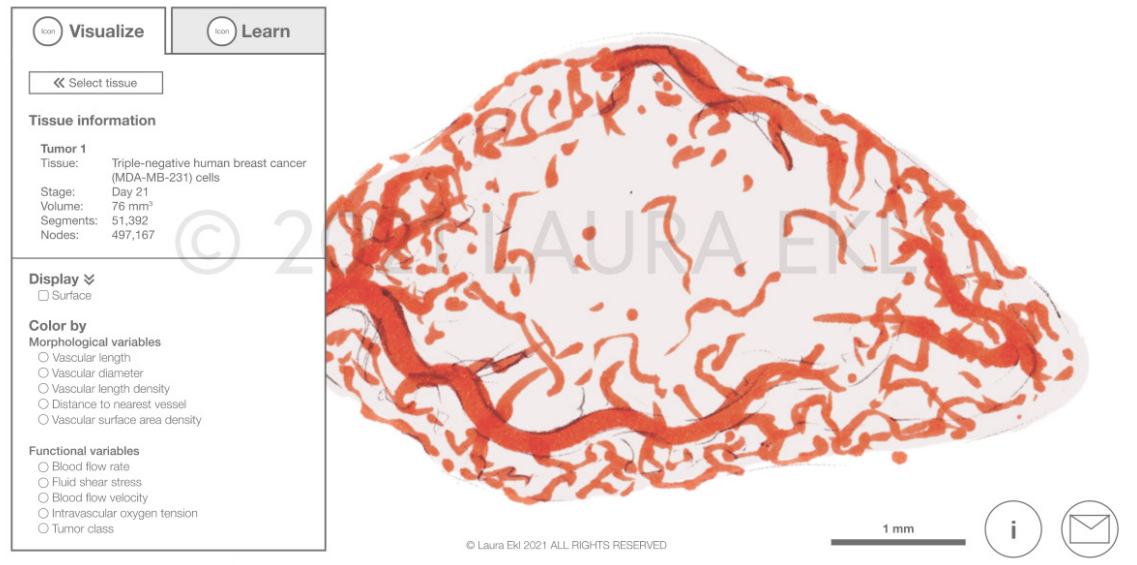 Icon Visualize
Icon Learn
Select tissue
Tissue information
Tumor 1
Tissue: Triple-negative human breast cancer
(MDA-MB-231) cells
Stage: Day 21
Volume: 76 mm³
Segments: 51,392
Nodes: 497,167
Display
Surface
Color by
Morphological variables
Vascular length
Vascular diameter
Vascular length density
Distance to nearest vessel
Vascular surface area density
Functional variables
Blood flow rate
Fluid shear stress
Blood flow velocity
Intravascular oxygen tension
Tumor class
© 2021 LAURA EKL
1 mm
i
© Laura Ekl 2021 ALL RIGHTS RESERVED